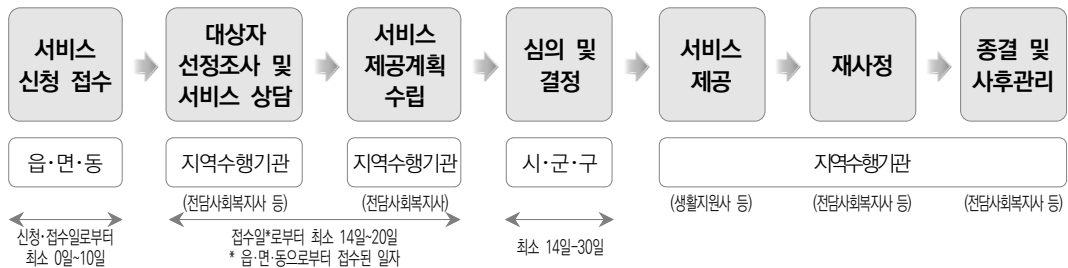 서비스
신청 접수
대상자
선정조사 및
서비스 상담
서비스
제공계획
수립
심의 및
결정
서비스
제공
재사정
종결 및
사후관리
읍·면·동
지역수행기관
지역수행기관
시·군·구
지역수행기관
(전담사회복지사 등)
(전담사회복지사)
(생활지원사 등)
(전담사회복지사 등)
(전담사회복지사 등)
신청·접수일로부터
최소 0일~10일
접수일*로부터 최소 14일~20일
* 읍·면·동으로부터 접수된 일자
최소 14일-30일